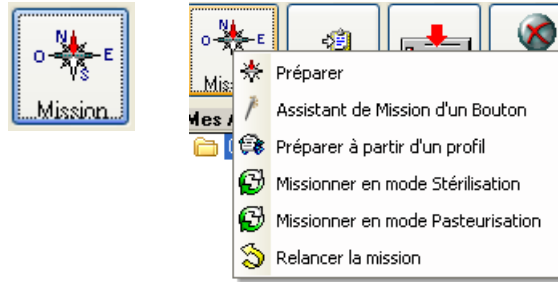 N
O E
S
Mission
N
O E
Mis
Préparer
Mes
Assistant de Mission d'un Bouton
Préparer à partir d'un profil
Missionner en mode Stérilisation
Missionner en mode Pasteurisation
Relancer la mission